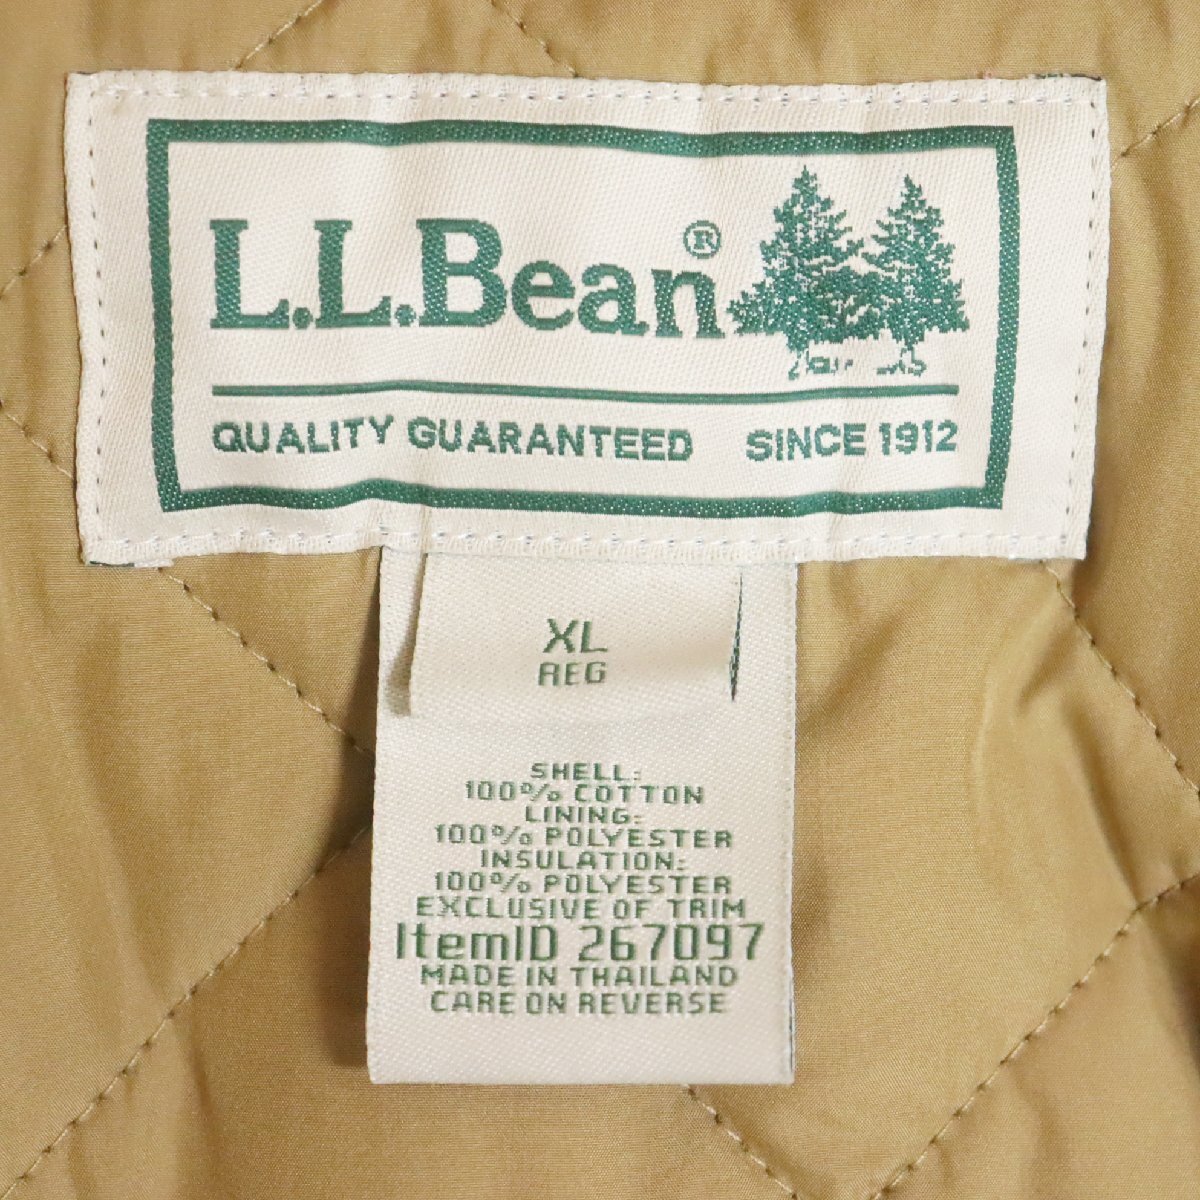 L.L.Bean®
QUALITY GUARANTEED SINCE 1912
XL
REG
SHELL:
100% COTTON
LINING:
100% POLYESTER
INSULATION:
100% POLYESTER
EXCLUSIVE OF TRIM
ItemID 267097
MADE IN THAILAND
CARE ON REVERSE